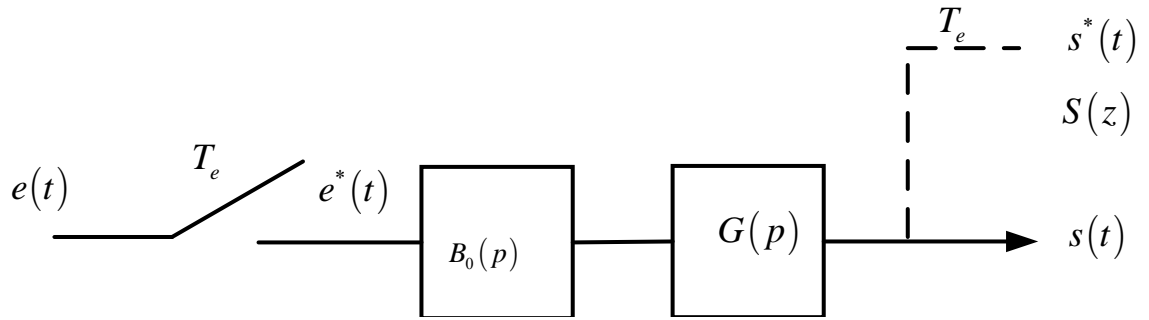 T_e
s^*(t)
S(z)
T_e
e(t)
e^*(t)
B_0(p)
G(p)
s(t)